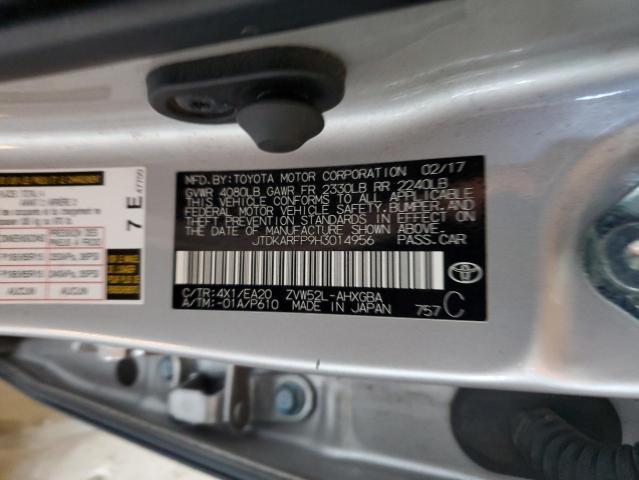 MFD. BY: TOYOTA MOTOR CORPORATION 02/17
GVWR 4080LB GAWR FR 2330LB RR 2240LB
THIS VEHICLE CONFORMS TO ALL APPLICABLE
FEDERAL MOTOR VEHICLE SAFETY, BUMPER, AND
THEFT PREVENTION STANDARDS IN EFFECT ON
THE DATE OF MANUFACTURE SHOWN ABOVE.
JTDKARFP9H3014956 PASS.CAR
C/TR: 4X1/EA20 ZVW52L-AHXGBA
A/TM: -01A/P610 MADE IN JAPAN 757 C
TOYOTA
7 E
47795